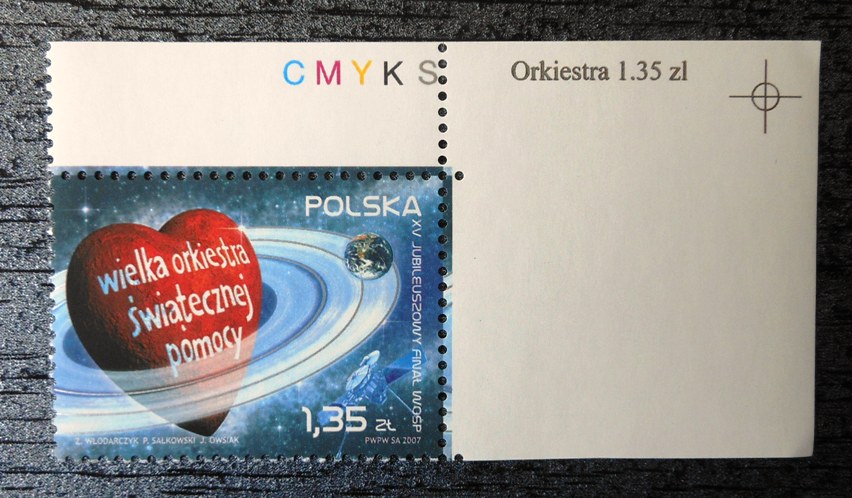 CMYKS
Orkiestra 1.35 zl
POLSKA
wielka orkiestra
świątecznej
pomocy
XV JUBILEUSZOWY FINAŁ WOŚP
1,35 ZŁ
Z. WŁODARCZYK P. SAŁKOWSKI J. OWSIAK
PWPW SA 2007